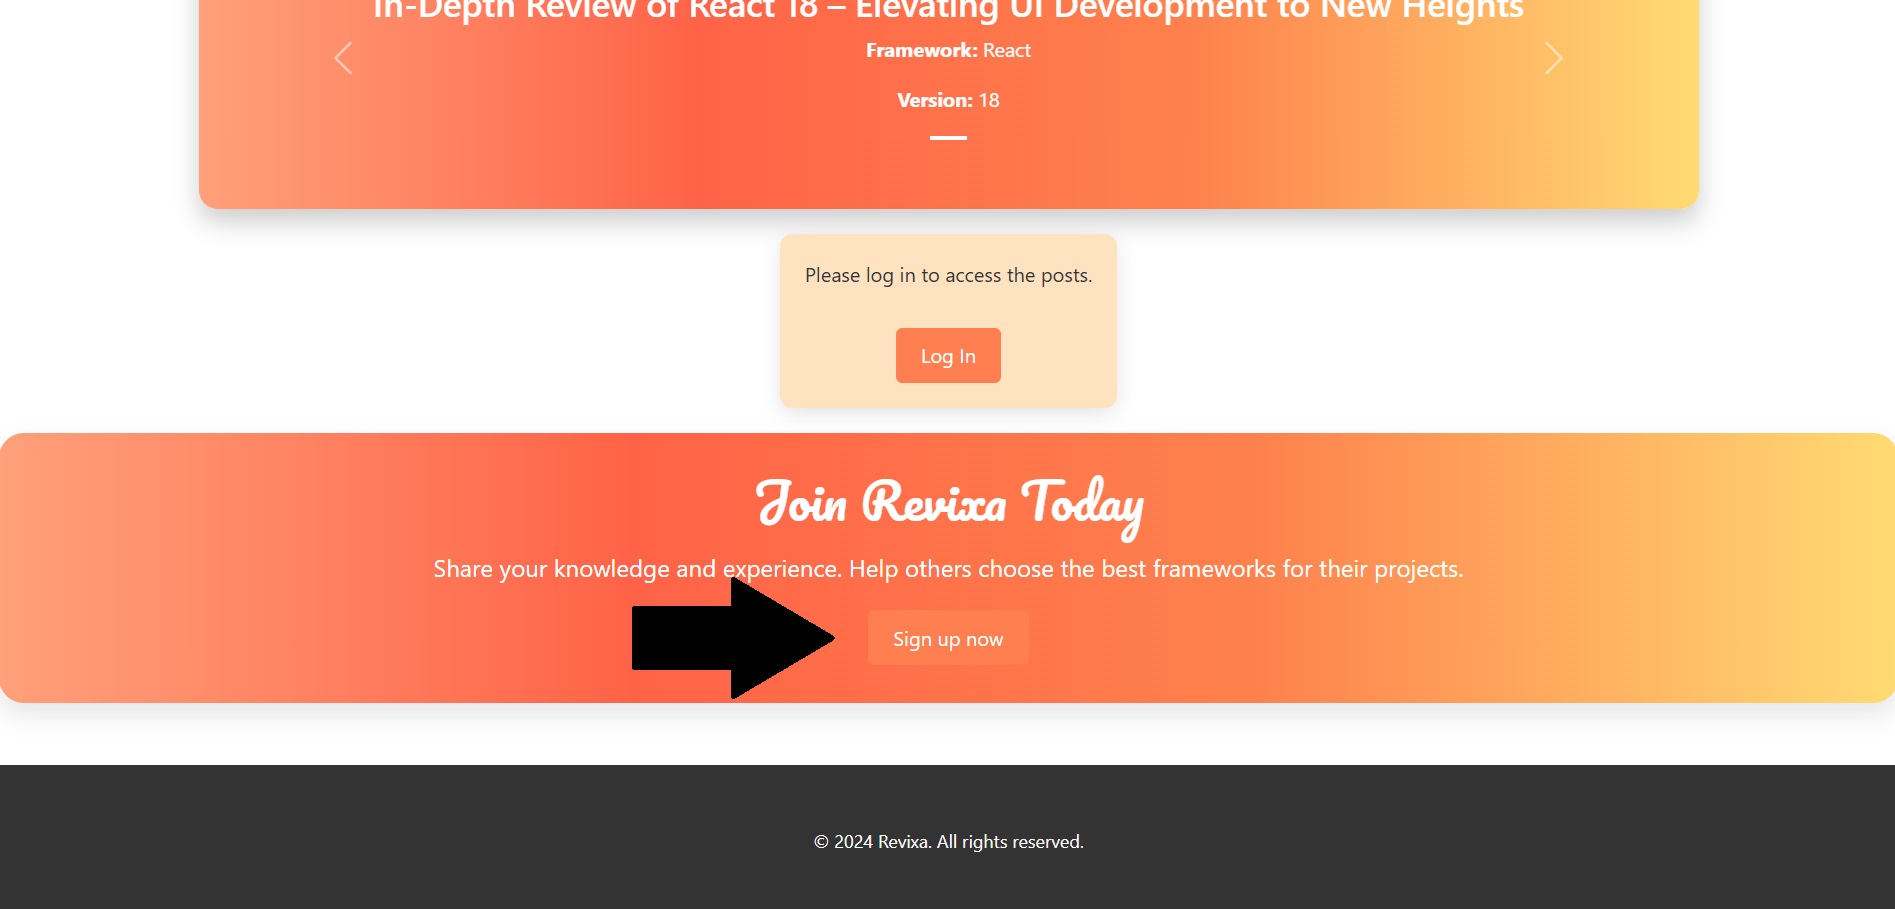 In-Depth Review of React 18 – Elevating UI Development to New Heights
Framework: React
Version: 18
Please log in to access the posts.
Log In
Join Revixa Today
Share your knowledge and experience. Help others choose the best frameworks for their projects.
Sign up now
© 2024 Revixa. All rights reserved.